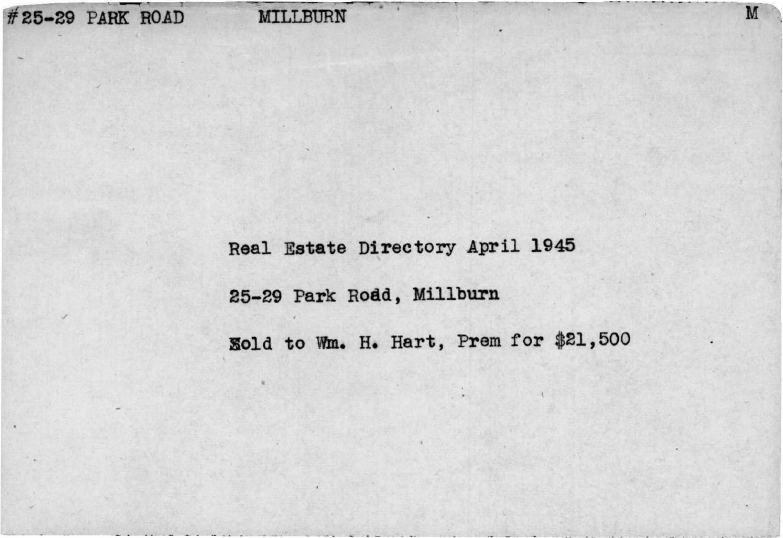 #25-29 PARK ROAD MILLBURN M
Real Estate Directory April 1945
25-29 Park Road, Millburn
Sold to Wm. H. Hart, Prem for $21,500